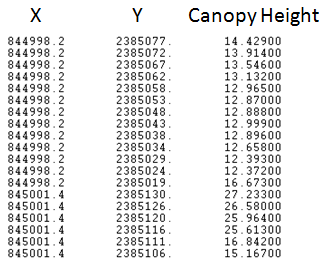 X Y Canopy Height
844998.2 2385077. 14.42900
844998.2 2385072. 13.91400
844998.2 2385067. 13.54600
844998.2 2385062. 13.13200
844998.2 2385058. 12.96500
844998.2 2385053. 12.87000
844998.2 2385048. 12.88800
844998.2 2385043. 12.99900
844998.2 2385038. 12.89600
844998.2 2385034. 12.65800
844998.2 2385029. 12.39300
844998.2 2385024. 12.37200
844998.2 2385019. 16.67300
845001.4 2385130. 27.23300
845001.4 2385126. 26.58000
845001.4 2385120. 25.96400
845001.4 2385116. 25.61300
845001.4 2385111. 16.84200
845001.4 2385106. 15.16700